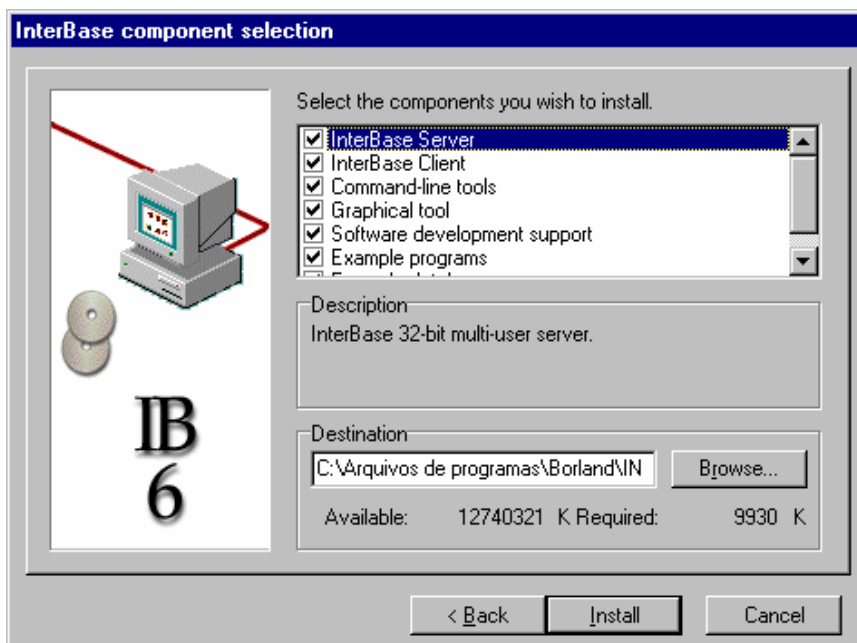 InterBase component selection
Select the components you wish to install.
InterBase Server
InterBase Client
Command-line tools
Graphical tool
Software development support
Example programs
Description
InterBase 32-bit multi-user server.
IB
6
Destination
C:\Arquivos de programas\Borland\IN
Browse...
Available: 12740321 K Required: 9930 K
< Back
Install
Cancel